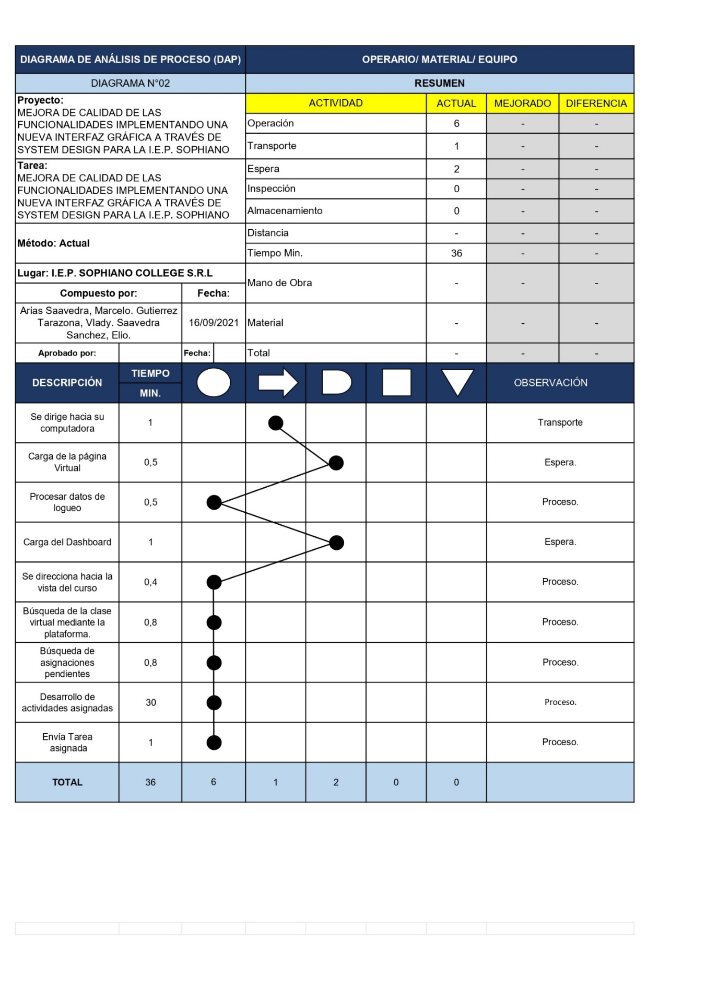 DIAGRAMA DE ANÁLISIS DE PROCESO (DAP)
OPERARIO/ MATERIAL/ EQUIPO
DIAGRAMA N°02
RESUMEN
Proyecto:
MEJORA DE CALIDAD DE LAS
FUNCIONALIDADES IMPLEMENTANDO UNA
NUEVA INTERFAZ GRÁFICA A TRAVÉS DE
SYSTEM DESIGN PARA LA I.E.P. SOPHIANO
ACTIVIDAD ACTUAL MEJORADO DIFERENCIA
Operación 6 - -
Transporte 1 - -
Tarea:
MEJORA DE CALIDAD DE LAS
FUNCIONALIDADES IMPLEMENTANDO UNA
NUEVA INTERFAZ GRÁFICA A TRAVÉS DE
SYSTEM DESIGN PARA LA I.E.P. SOPHIANO
Espera 2 - -
Inspección 0 - -
Almacenamiento 0 - -
Método: Actual
Distancia - - -
Tiempo Min. 36 - -
Lugar: I.E.P. SOPHIANO COLLEGE S.R.L
Compuesto por: Fecha:
Mano de Obra - - -
Arias Saavedra, Marcelo. Gutierrez
Tarazona, Vlady. Saavedra
Sanchez, Elio.
16/09/2021
Material - - -
Aprobado por: Fecha:
Total - - -
DESCRIPCIÓN
TIEMPO
MIN.
OBSERVACIÓN
Se dirige hacia su
computadora
1
Transporte
Carga de la página
Virtual
0,5
Espera.
Procesar datos de
logueo
0,5
Proceso.
Carga del Dashboard
1
Espera.
Se direcciona hacia la
vista del curso
0,4
Proceso.
Búsqueda de la clase
virtual mediante la
plataforma.
0,8
Proceso.
Búsqueda de
asignaciones
pendientes
0,8
Proceso.
Desarrollo de
actividades asignadas
30
Proceso.
Envía Tarea
asignada
1
Proceso.
TOTAL 36 6 1 2 0 0